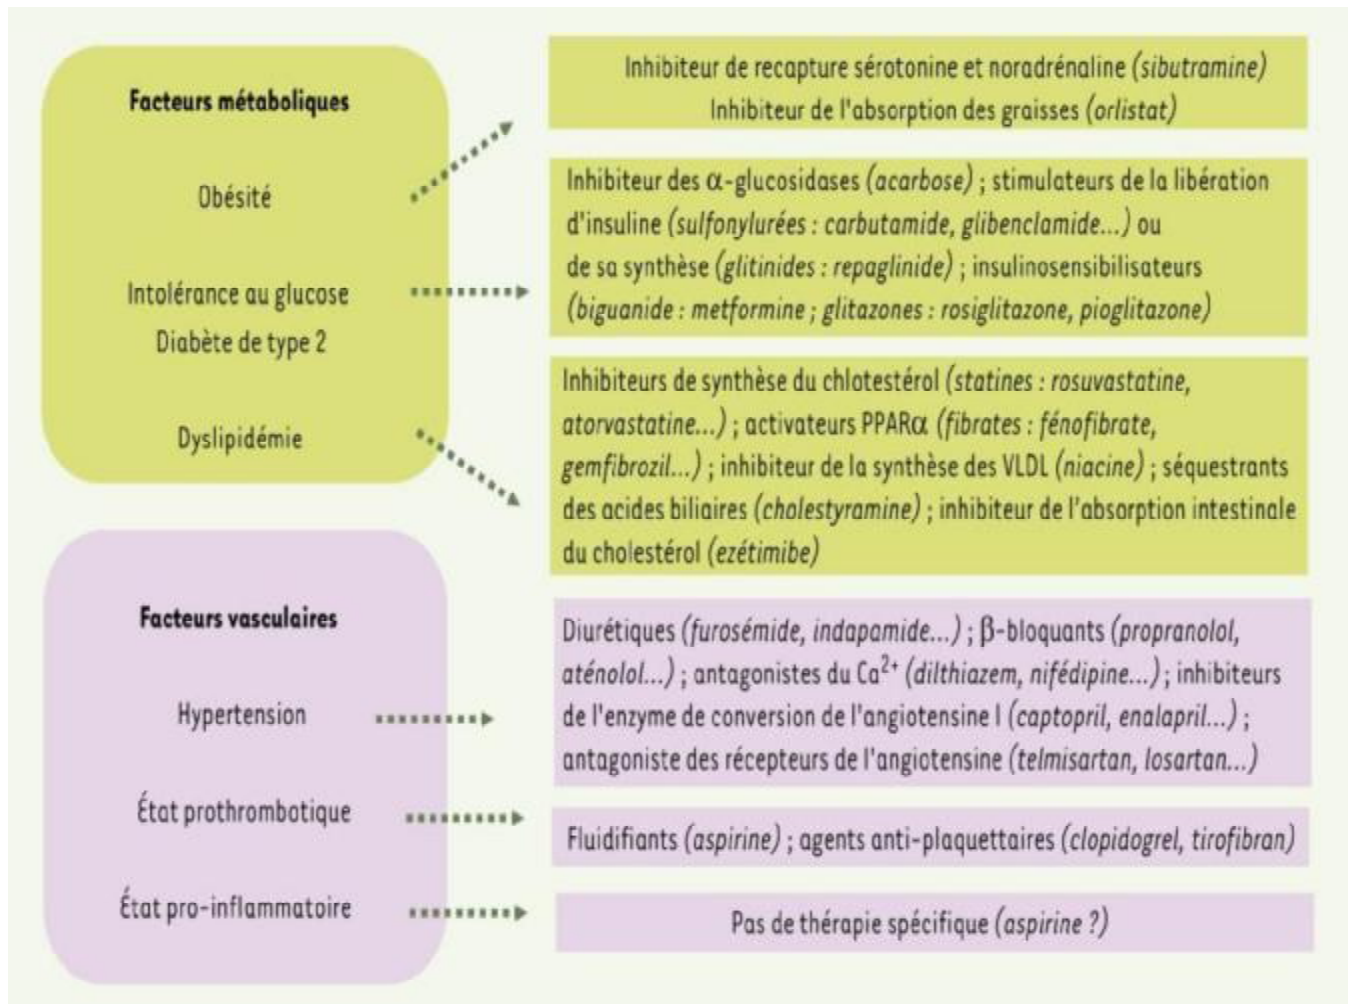 Facteurs métaboliques
Obésité
Intolérance au glucose
Diabète de type 2
Dyslipidémie
Inhibiteur de recapture sérotonine et noradrénaline (sibutramine)
Inhibiteur de l'absorption des graisses (orlistat)
Inhibiteur des α-glucosidases (acarbose) ; stimulateurs de la libération
d'insuline (sulfonylurées : carbutamide, glibenclamide...) ou
de sa synthèse (glitinides : repaglinide) ; insulinosensibilisateurs
(biguanide : metformine ; glitazones : rosiglitazone, pioglitazone)
Inhibiteurs de synthèse du chlotestérol (statines : rosuvastatine,
atorvastatine...) ; activateurs PPARα (fibrates : fénofibrate,
gemfibrozil...) ; inhibiteur de la synthèse des VLDL (niacine) ; séquestrants
des acides biliaires (cholestyramine) ; inhibiteur de l'absorption intestinale
du cholestérol (ezétimibe)
Facteurs vasculaires
Hypertension
État prothrombotique
État pro-inflammatoire
Diurétiques (furosémide, indapamide...) ; β-bloquants (propranolol,
aténolol...) ; antagonistes du Ca²⁺ (dilthiazem, nifédipine...) ; inhibiteurs
de l'enzyme de conversion de l'angiotensine I (captopril, enalapril...) ;
antagoniste des récepteurs de l'angiotensine (telmisartan, losartan...)
Fluidifiants (aspirine) ; agents anti-plaquettaires (clopidogrel, tirofibran)
Pas de thérapie spécifique (aspirine ?)